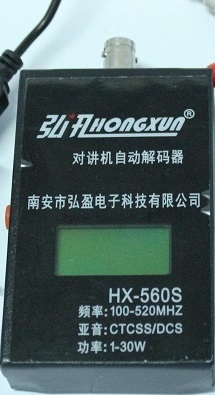 弘汛HONGXUN®
对讲机自动解码器
南安市弘盈电子科技有限公司
HX-560S
频率:100-520MHZ
亚音:CTCSS/DCS
功率:1-30W